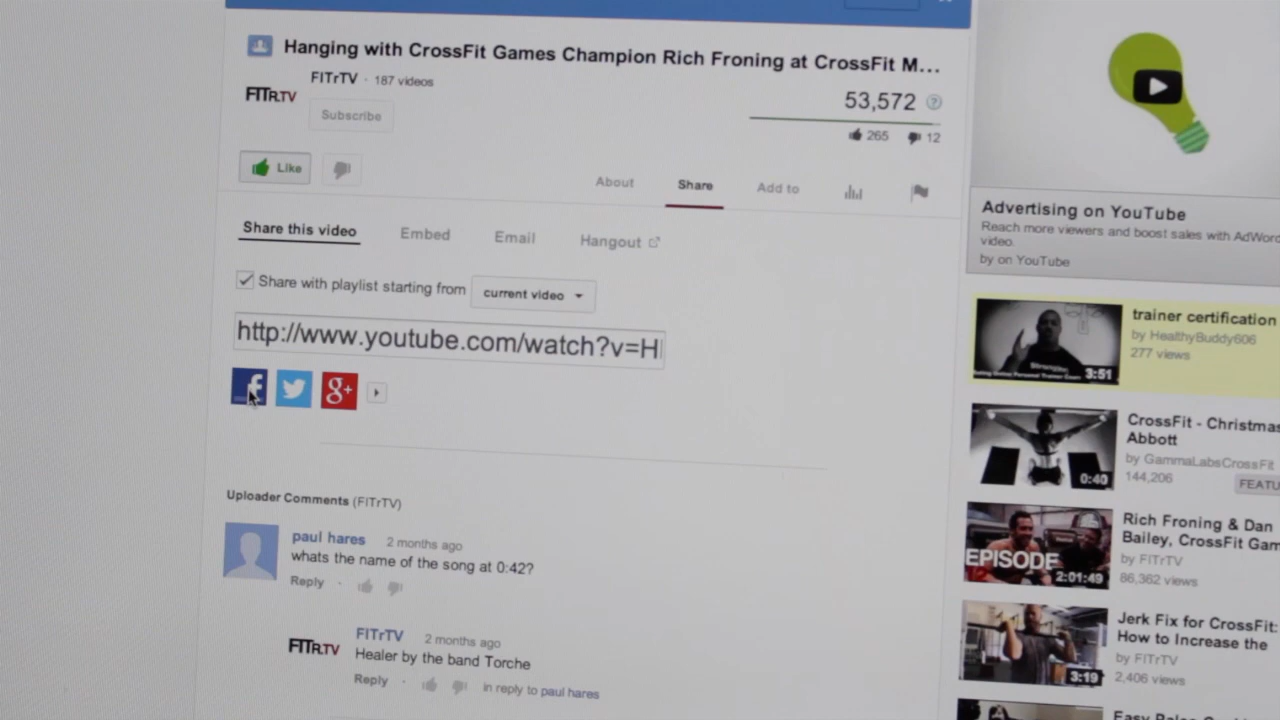 Hanging with CrossFit Games Champion Rich Froning at CrossFit M...
FITrTV · 187 videos
FITR.TV
Subscribe
53,572
265 12
Like
About Share Add to
Share this video Embed Email Hangout
Share with playlist starting from current video
http://www.youtube.com/watch?v=H
f g+
Uploader Comments (FITrTV)
paul hares 2 months ago
whats the name of the song at 0:42?
Reply ·
FITR.TV
FITrTV 2 months ago
Healer by the band Torche
Reply · in reply to paul hares
Advertising on YouTube
Reach more viewers and boost sales with AdWord
video.
by on YouTube
trainer certification
by HealthyBuddy606
277 views
3:51
CrossFit - Christmas
Abbott
by GammaLabsCrossFit
144,206 FEATU
0:40
Rich Froning & Dan
Bailey, CrossFit Gam
by FITrTV
86,362 views
EPISODE
2:01:49
Jerk Fix for CrossFit:
How to Increase the
by FITrTV
2,406 views
3:19